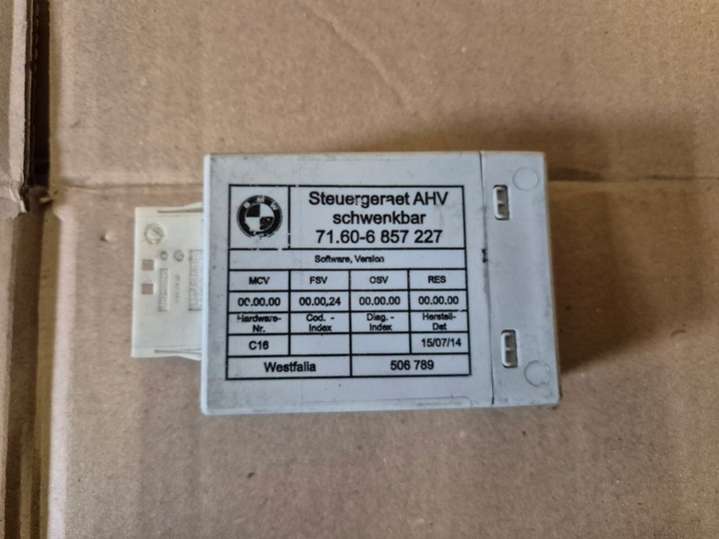 BMW
Steuergeraet AHV
schwenkbar
71.60-6 857 227
Software, Version
MCV FSV OSV RES
00.00.00 00.00,24 00.00.00 00.00.00
Hardware- Cod. - Diag. - Herstell-
Nr. Index Index Dat
C16 15/07/14
Westfalia 506 789